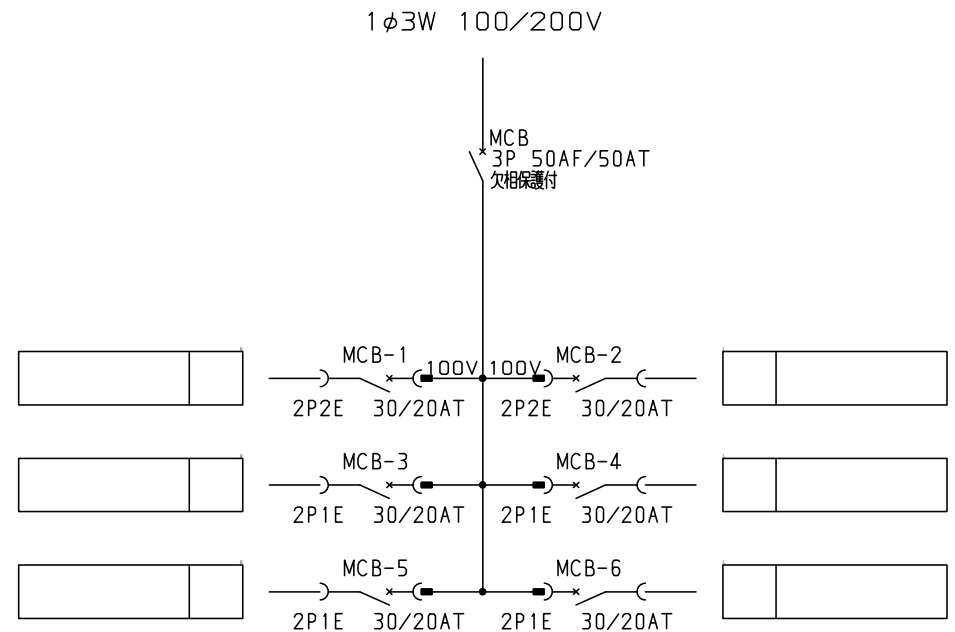 1φ3W 100/200V
MCB
3P 50AF/50AT
欠相保護付
MCB-1 MCB-2
100V 100V
2P2E 30/20AT 2P2E 30/20AT
MCB-3 MCB-4
2P1E 30/20AT 2P1E 30/20AT
MCB-5 MCB-6
2P1E 30/20AT 2P1E 30/20AT